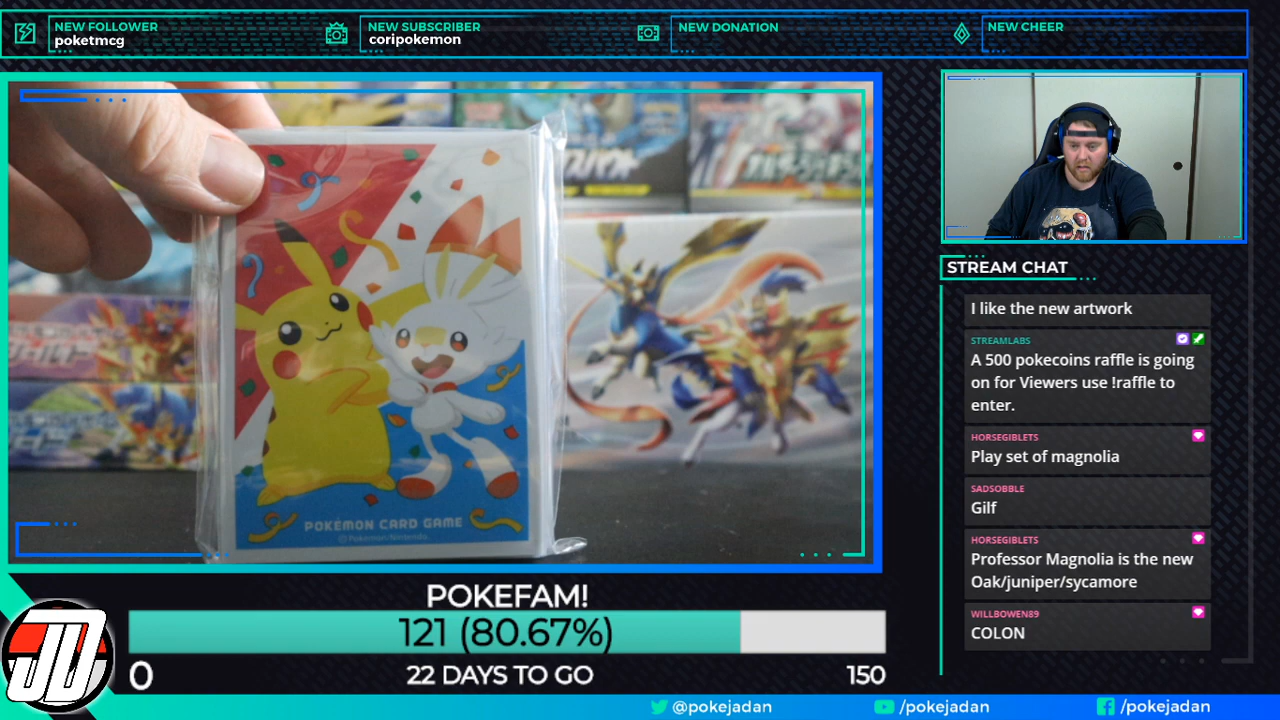 NEW FOLLOWER
poketmcg
NEW SUBSCRIBER
coripokemon
NEW DONATION
NEW CHEER
POKÉMON CARD GAME
STREAM CHAT
I like the new artwork
STREAMLABS
A 500 pokecoins raffle is going
on for Viewers use !raffle to
enter.
HORSEGIBLETS
Play set of magnolia
SADSOBBLE
Gilf
HORSEGIBLETS
Professor Magnolia is the new
Oak/juniper/sycamore
WILLBOWEN89
COLON
POKEFAM!
121 (80.67%)
0
22 DAYS TO GO
150
@pokejadan
/pokejadan
/pokejadan